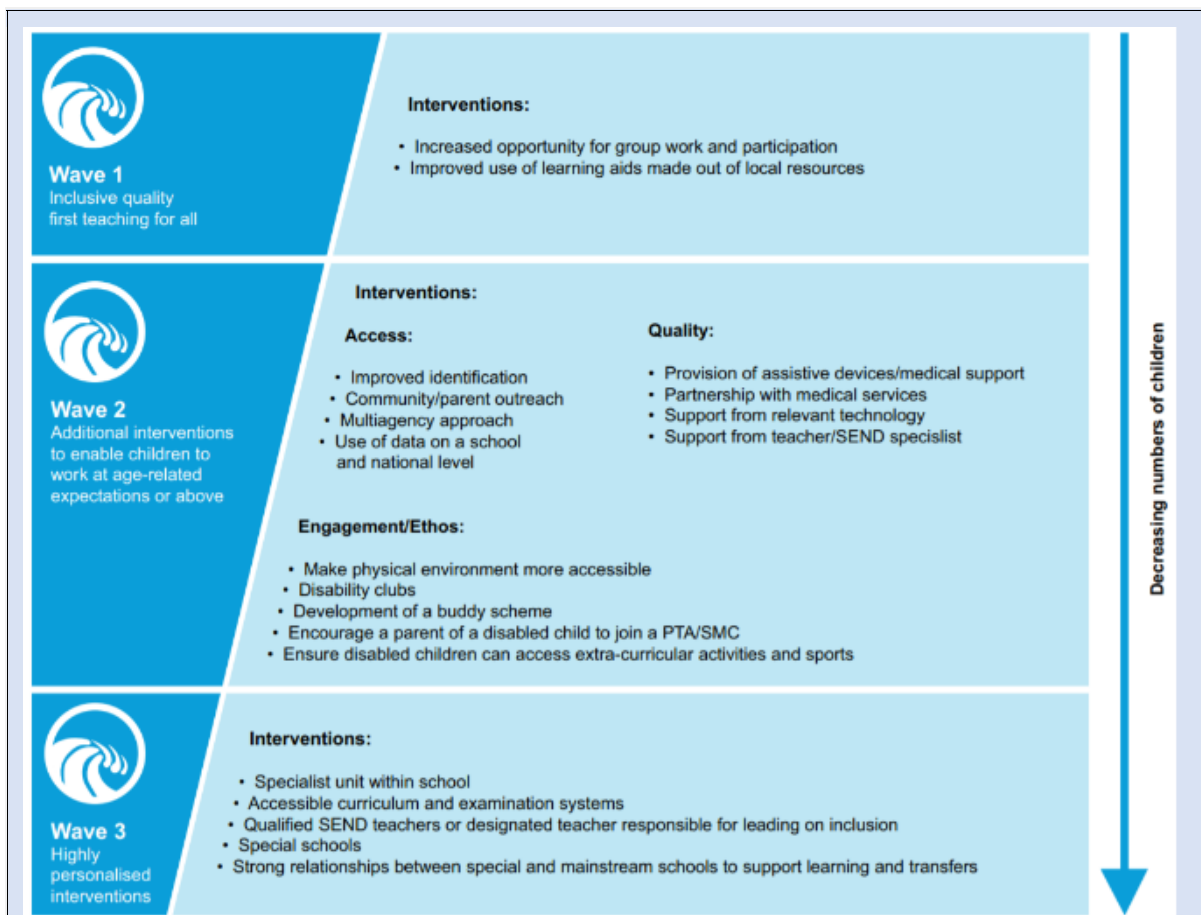 Wave 1
Inclusive quality
first teaching for all
Interventions:
• Increased opportunity for group work and participation
• Improved use of learning aids made out of local resources
Wave 2
Additional interventions
to enable children to
work at age-related
expectations or above
Interventions:
Access:
• Improved identification
• Community/parent outreach
• Multiagency approach
• Use of data on a school
and national level
Quality:
• Provision of assistive devices/medical support
• Partnership with medical services
• Support from relevant technology
• Support from teacher/SEND specislist
Engagement/Ethos:
• Make physical environment more accessible
• Disability clubs
• Development of a buddy scheme
• Encourage a parent of a disabled child to join a PTA/SMC
• Ensure disabled children can access extra-curricular activities and sports
Wave 3
Highly
personalised
interventions
Interventions:
• Specialist unit within school
• Accessible curriculum and examination systems
• Qualified SEND teachers or designated teacher responsible for leading on inclusion
• Special schools
• Strong relationships between special and mainstream schools to support learning and transfers
Decreasing numbers of children